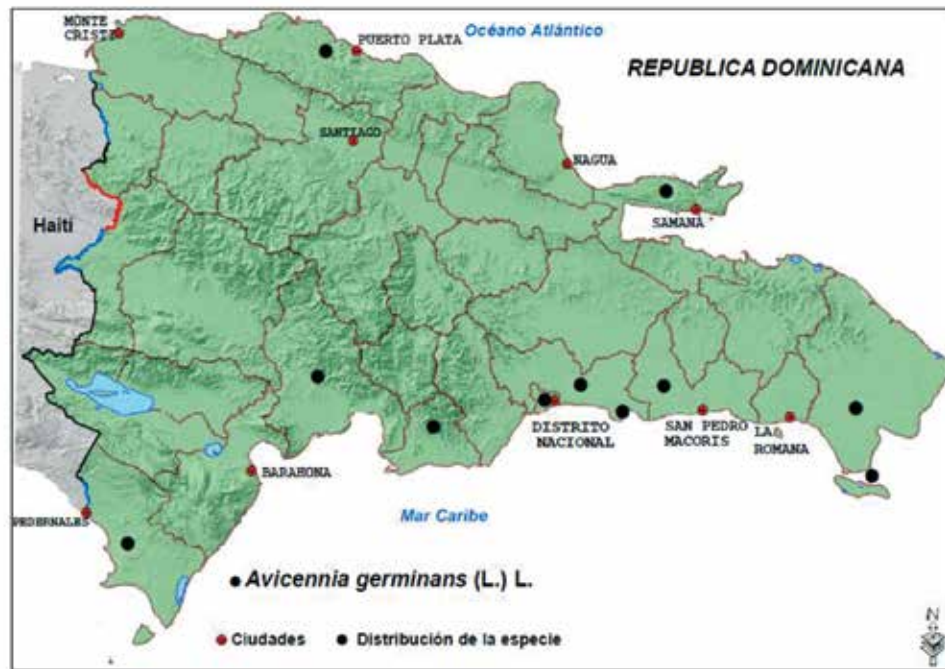 MONTE
CRISTI
PUERTO PLATA
Océano Atlántico
REPUBLICA DOMINICANA
SANTIAGO
NAGUA
SAMANA
Haití
DISTRITO
NACIONAL
SAN PEDRO
MACORIS
LA
ROMANA
BARAHONA
PEDERNALES
Mar Caribe
Avicennia germinans (L.) L.
Ciudades
Distribución de la especie
N